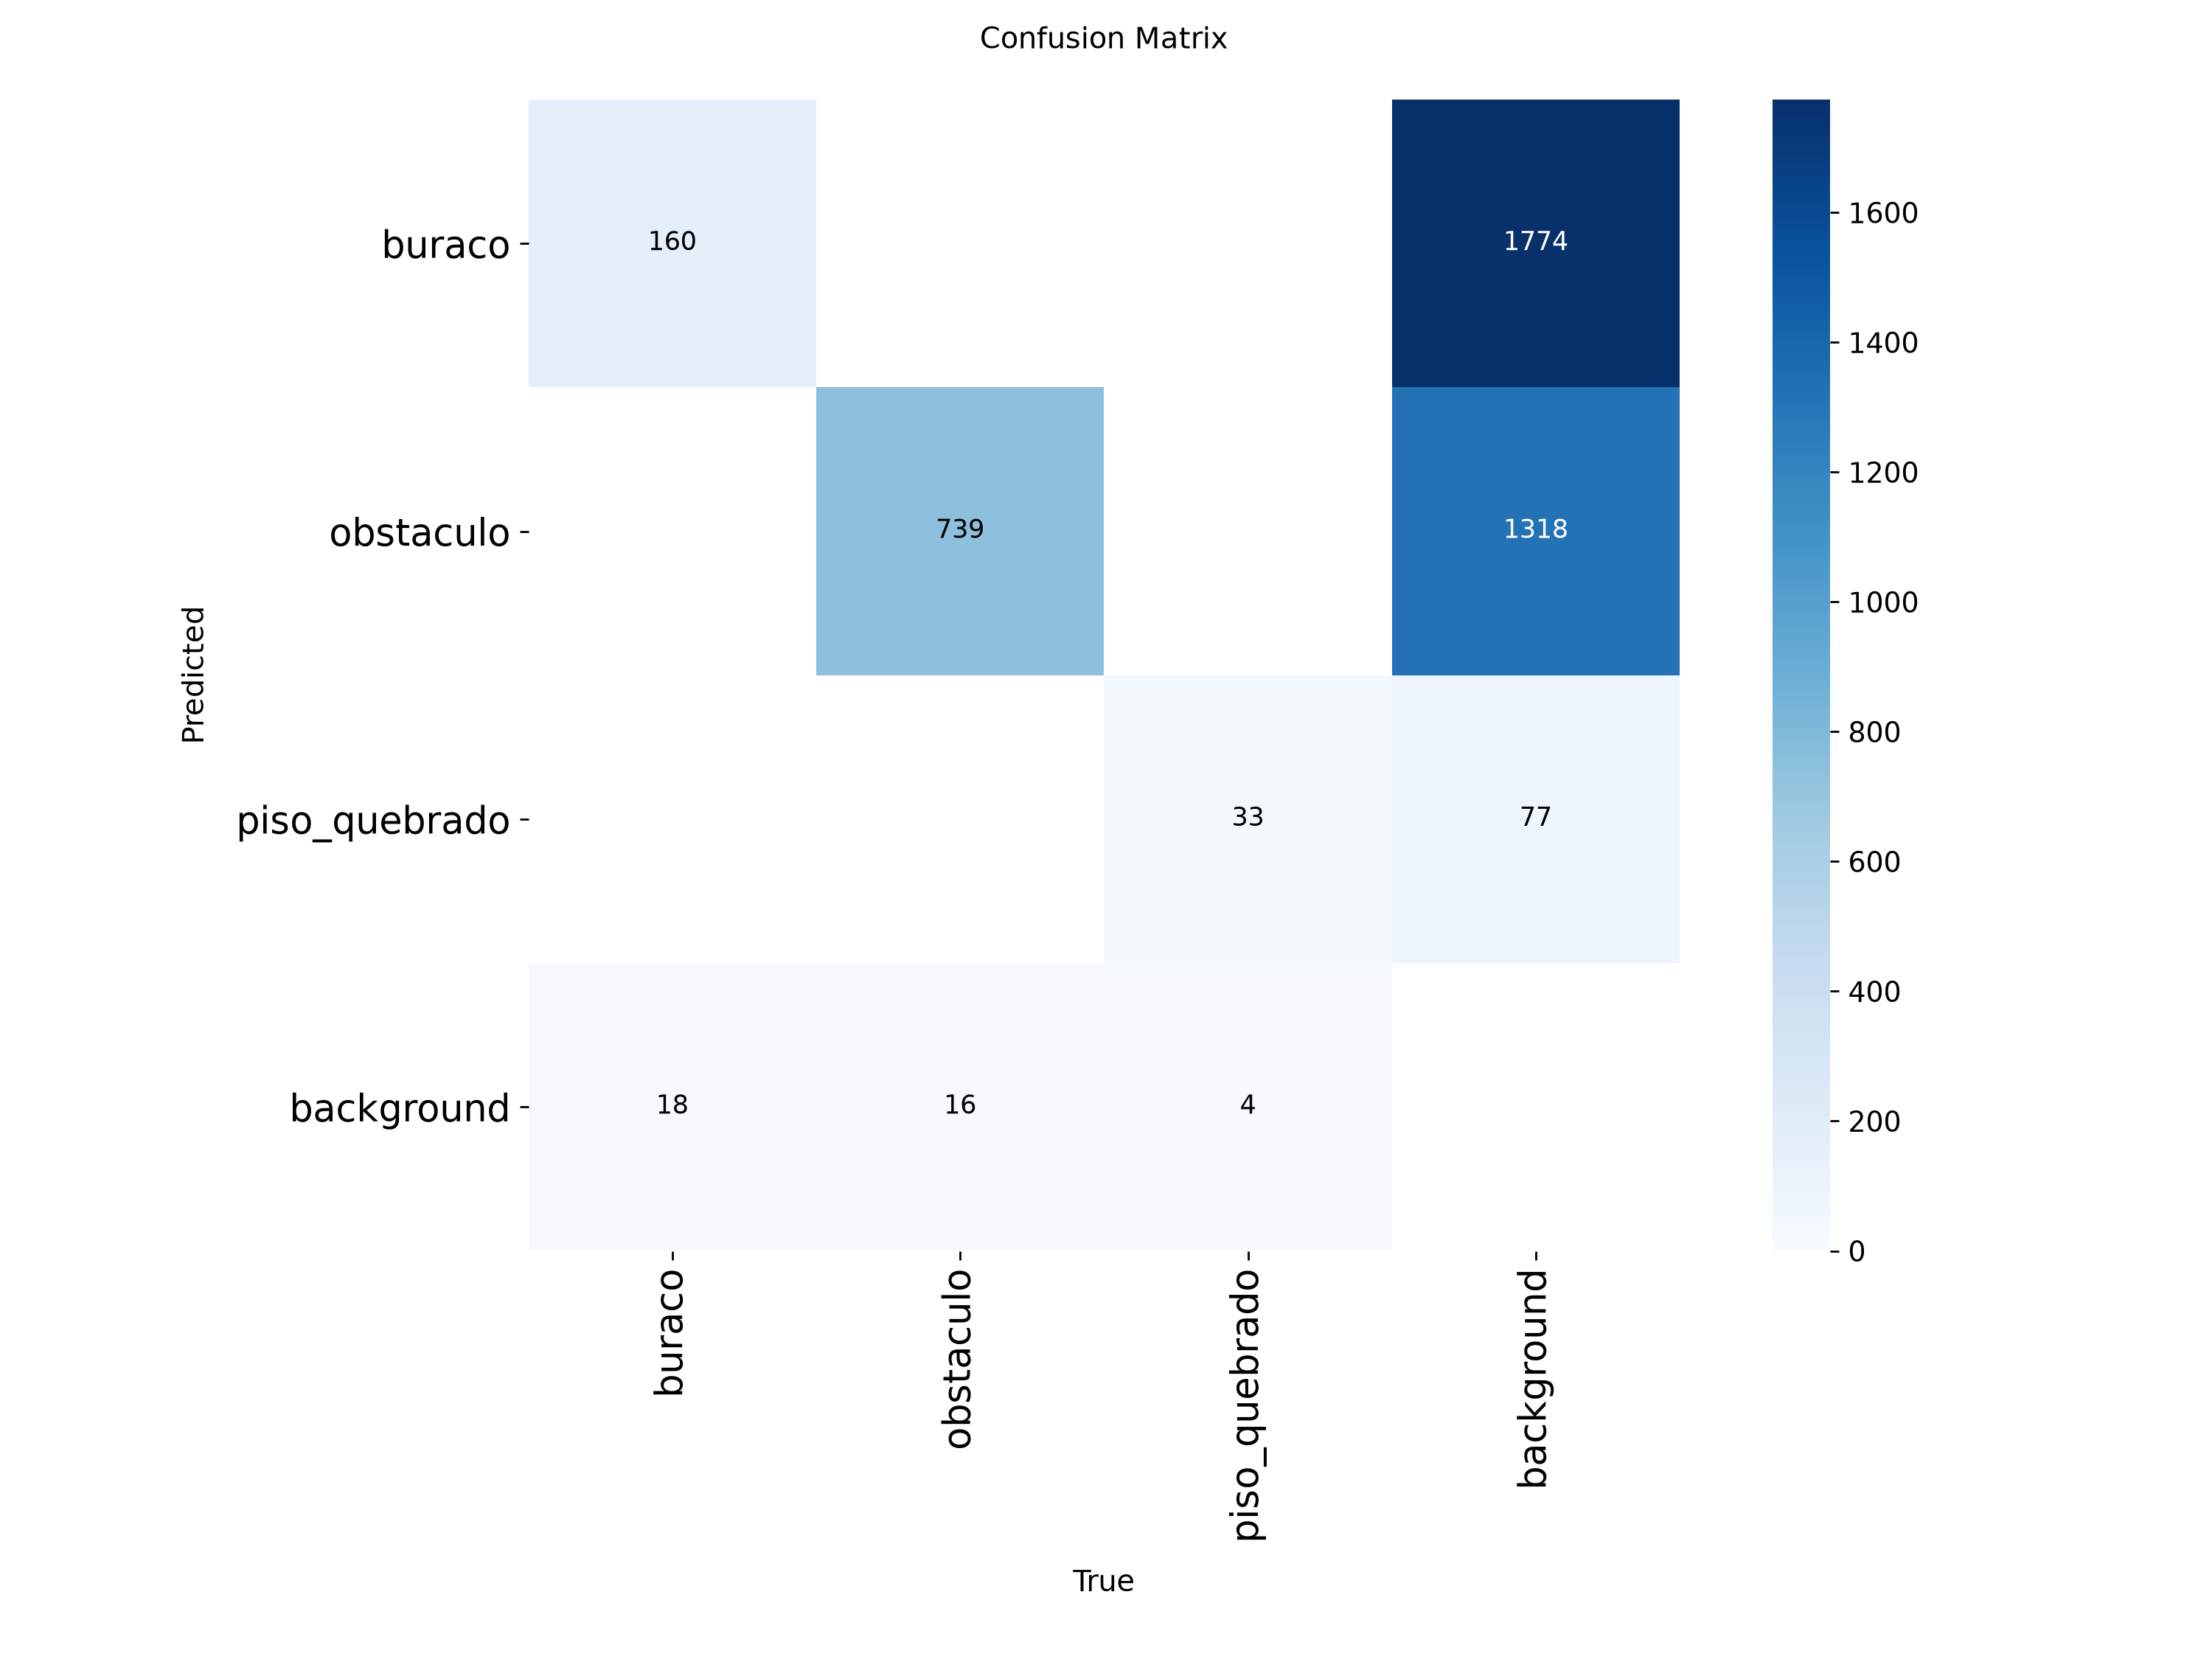 Confusion Matrix
Predicted
buraco
160
1774
obstaculo
739
1318
piso_quebrado
33
77
background
18
16
4
buraco
obstaculo
piso_quebrado
background
True
1600
1400
1200
1000
800
600
400
200
0